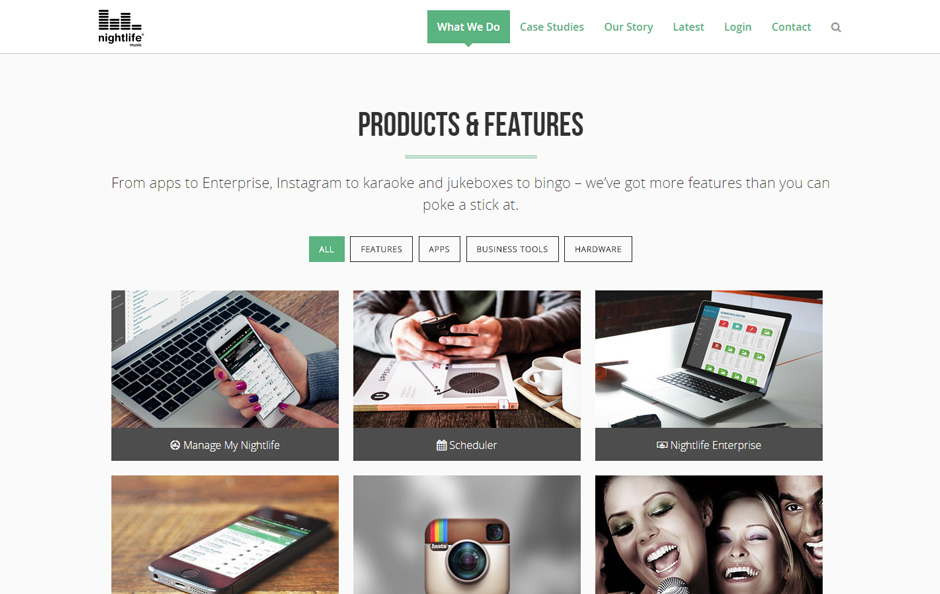 What We Do
Case Studies
Our Story
Latest
Login
Contact
nightlife®
music
PRODUCTS & FEATURES
From apps to Enterprise, Instagram to karaoke and jukeboxes to bingo – we've got more features than you can
poke a stick at.
ALL
FEATURES
APPS
BUSINESS TOOLS
HARDWARE
Manage My Nightlife
Scheduler
Nightlife Enterprise
Insta